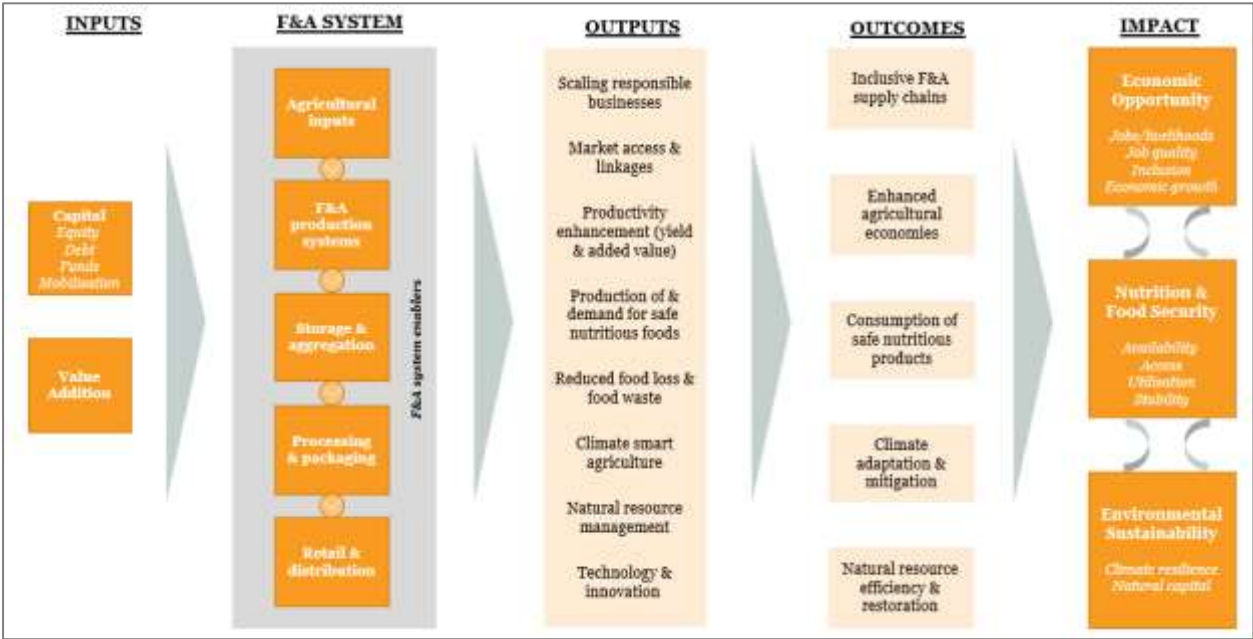 INPUTS
Capital
Equity
Debt
Funds
Mobilisation
Value
Addition
F&A SYSTEM
Agricultural
inputs
F&A
production
systems
Storage &
aggregation
Processing
& packaging
Retail &
distribution
F&A system enablers
OUTPUTS
Scaling responsible
businesses
Market access &
linkages
Productivity
enhancement (yield
& added value)
Production of &
demand for safe
nutritious foods
Reduced food loss &
food waste
Climate smart
agriculture
Natural resource
management
Technology &
innovation
OUTCOMES
Inclusive F&A
supply chains
Enhanced
agricultural
economies
Consumption of
safe nutritious
products
Climate
adaptation &
mitigation
Natural resource
efficiency &
restoration
IMPACT
Economic
Opportunity
Jobs/livelihoods
Job quality
Inclusion
Economic growth
Nutrition &
Food Security
Availability
Access
Utilisation
Stability
Environmental
Sustainability
Climate resilience
Natural capital